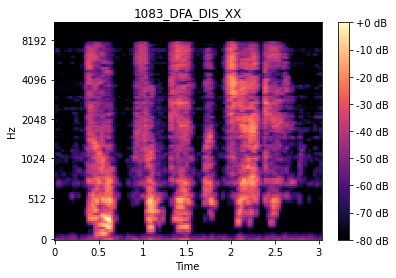 1083_DFA_DIS_XX
8192
4096
2048
1024
512
0
Hz
0 0.5 1 1.5 2 2.5 3
Time
+0 dB
-10 dB
-20 dB
-30 dB
-40 dB
-50 dB
-60 dB
-70 dB
-80 dB